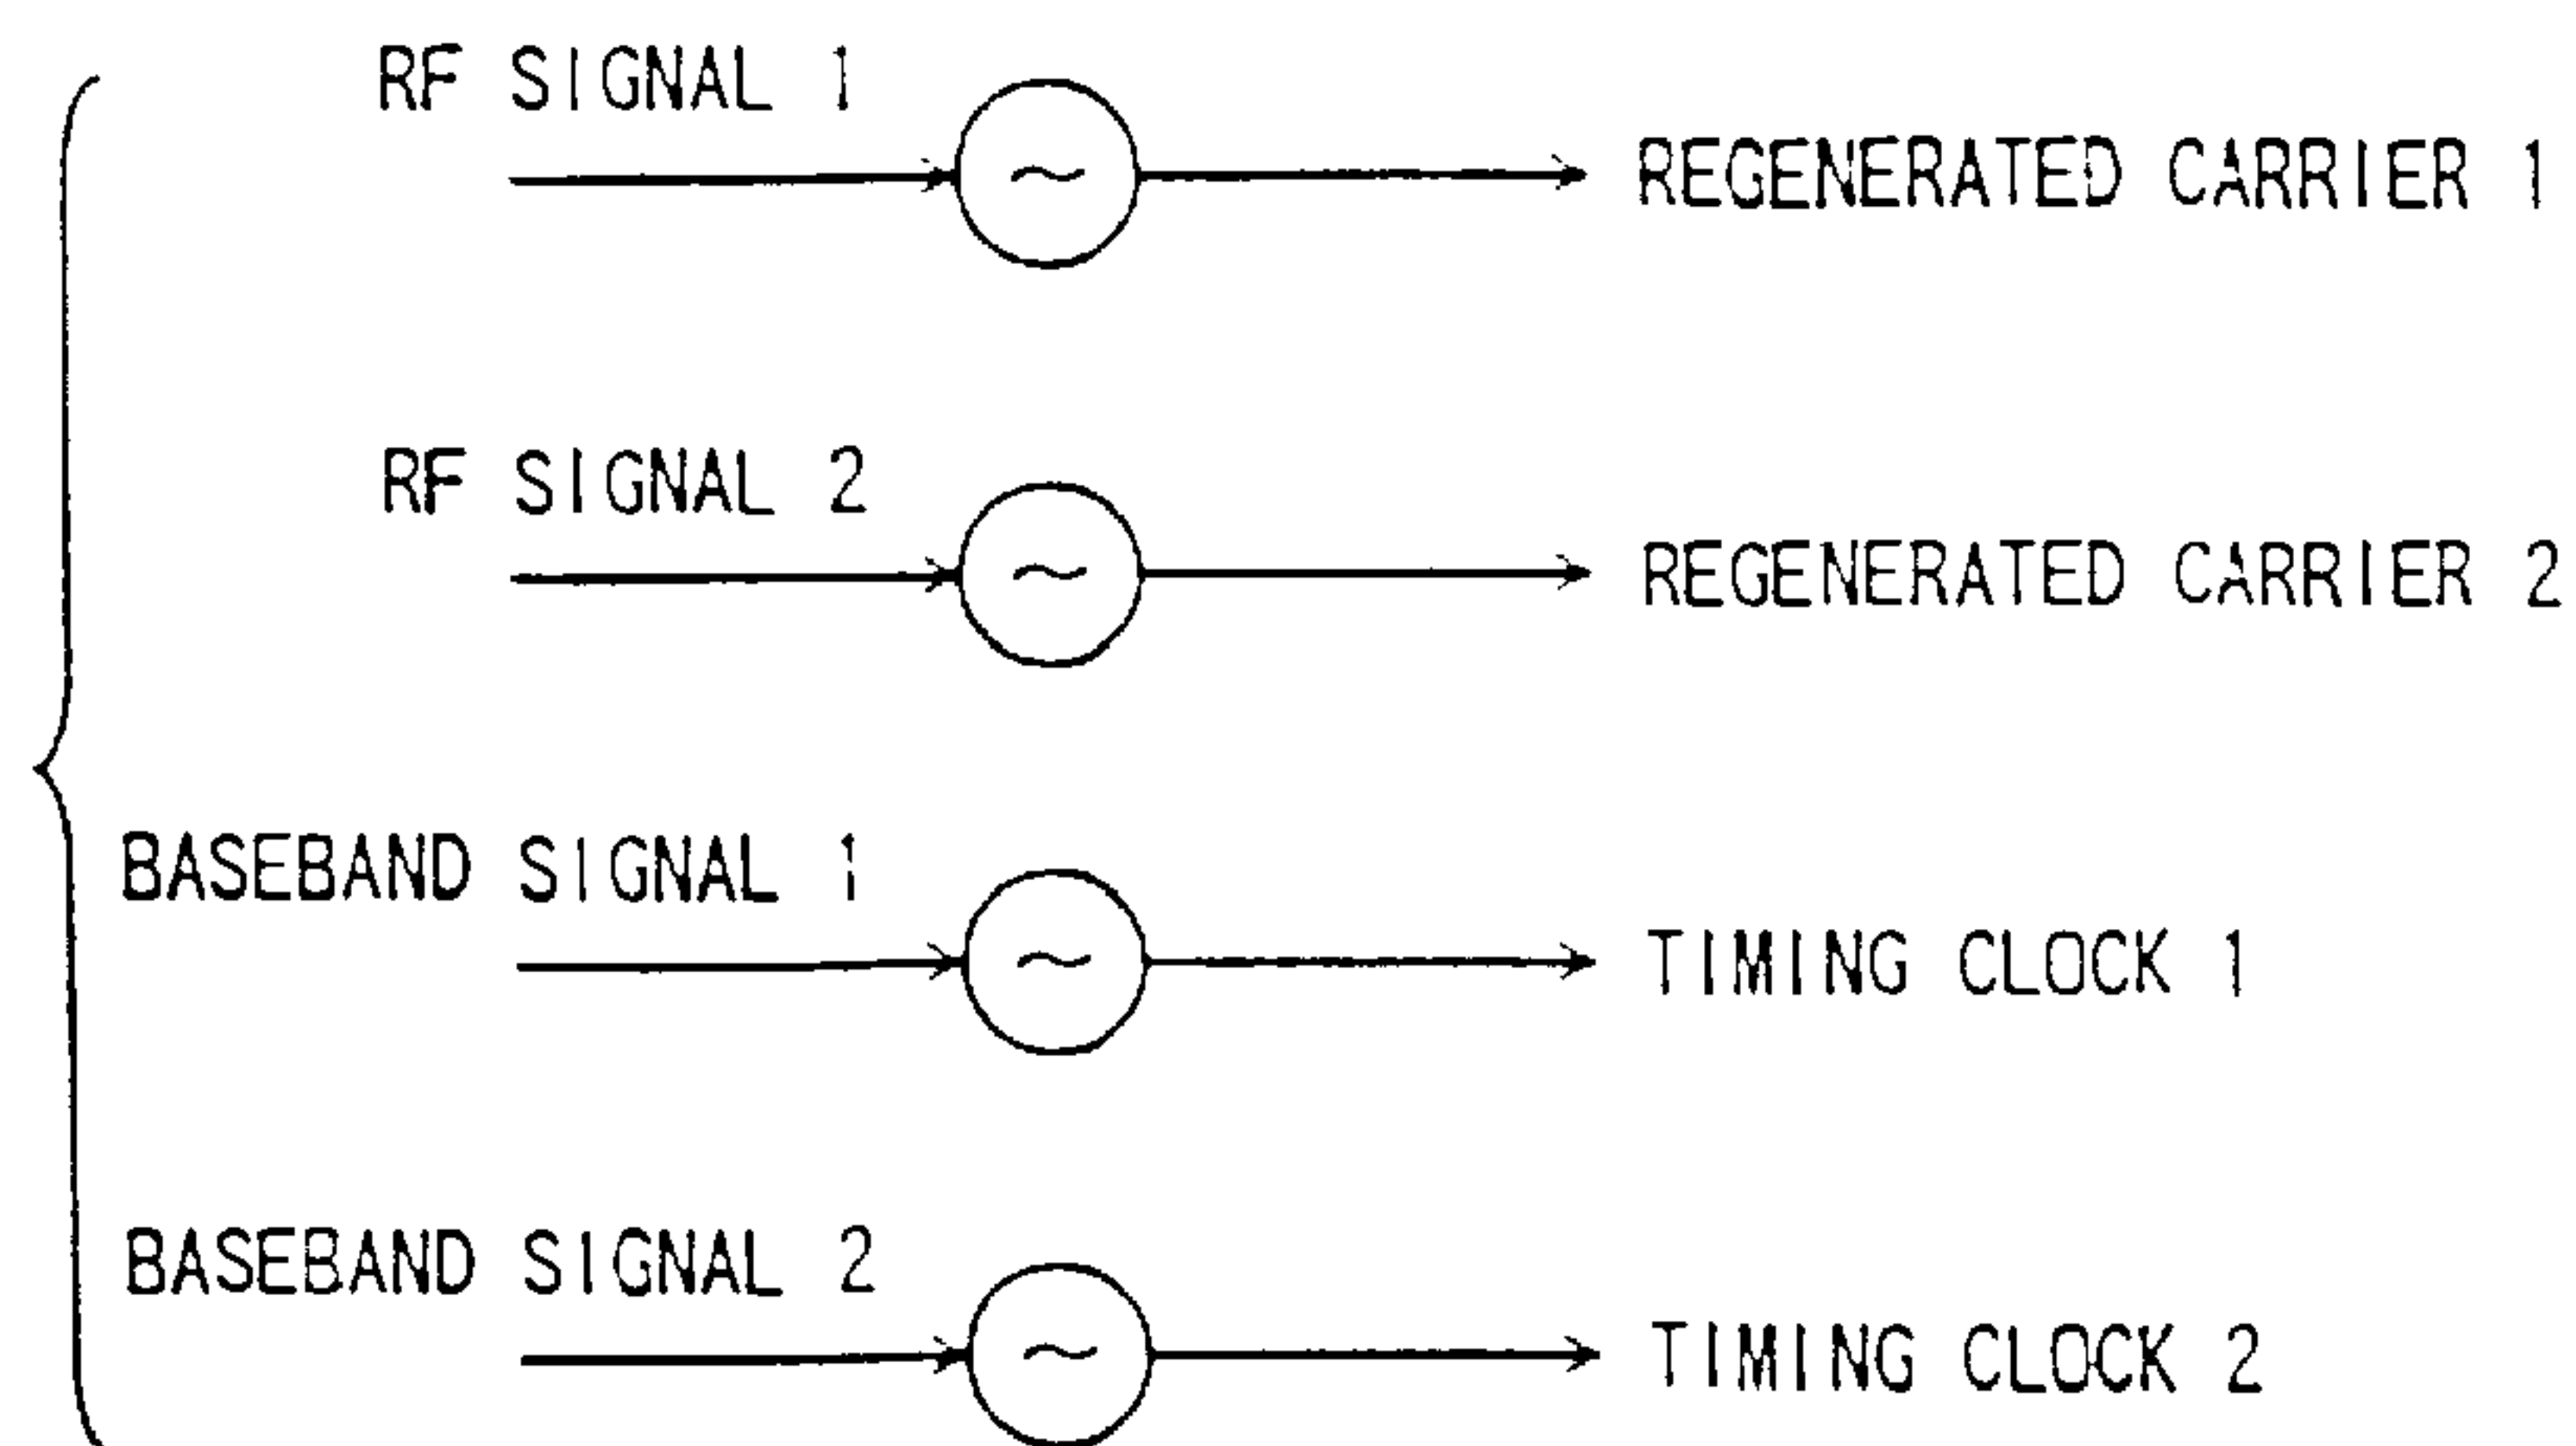 RF SIGNAL 1
REGENERATED CARRIER 1
RF SIGNAL 2
REGENERATED CARRIER 2
BASEBAND SIGNAL 1
TIMING CLOCK 1
BASEBAND SIGNAL 2
TIMING CLOCK 2